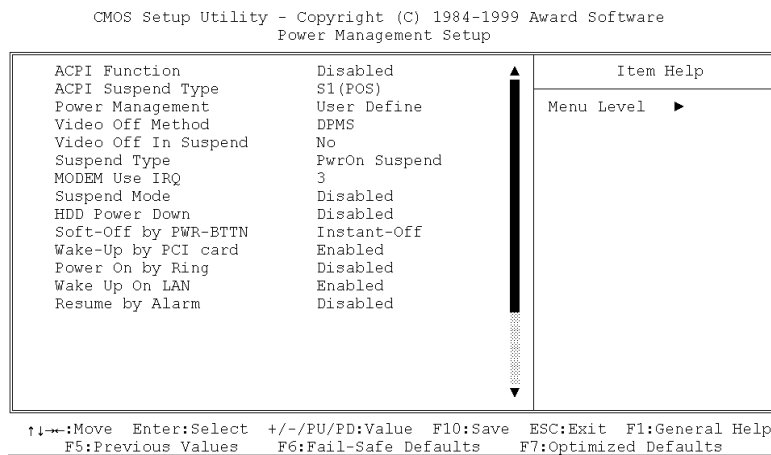 CMOS Setup Utility - Copyright (C) 1984-1999 Award Software
Power Management Setup
ACPI Function Disabled
ACPI Suspend Type S1(POS)
Power Management User Define
Video Off Method DPMS
Video Off In Suspend No
Suspend Type PwrOn Suspend
MODEM Use IRQ 3
Suspend Mode Disabled
HDD Power Down Disabled
Soft-Off by PWR-BTTN Instant-Off
Wake-Up by PCI card Enabled
Power On by Ring Disabled
Wake Up On LAN Enabled
Resume by Alarm Disabled
Item Help
Menu Level ►
↑↓→←:Move Enter:Select +/-/PU/PD:Value F10:Save ESC:Exit F1:General Help
F5:Previous Values F6:Fail-Safe Defaults F7:Optimized Defaults